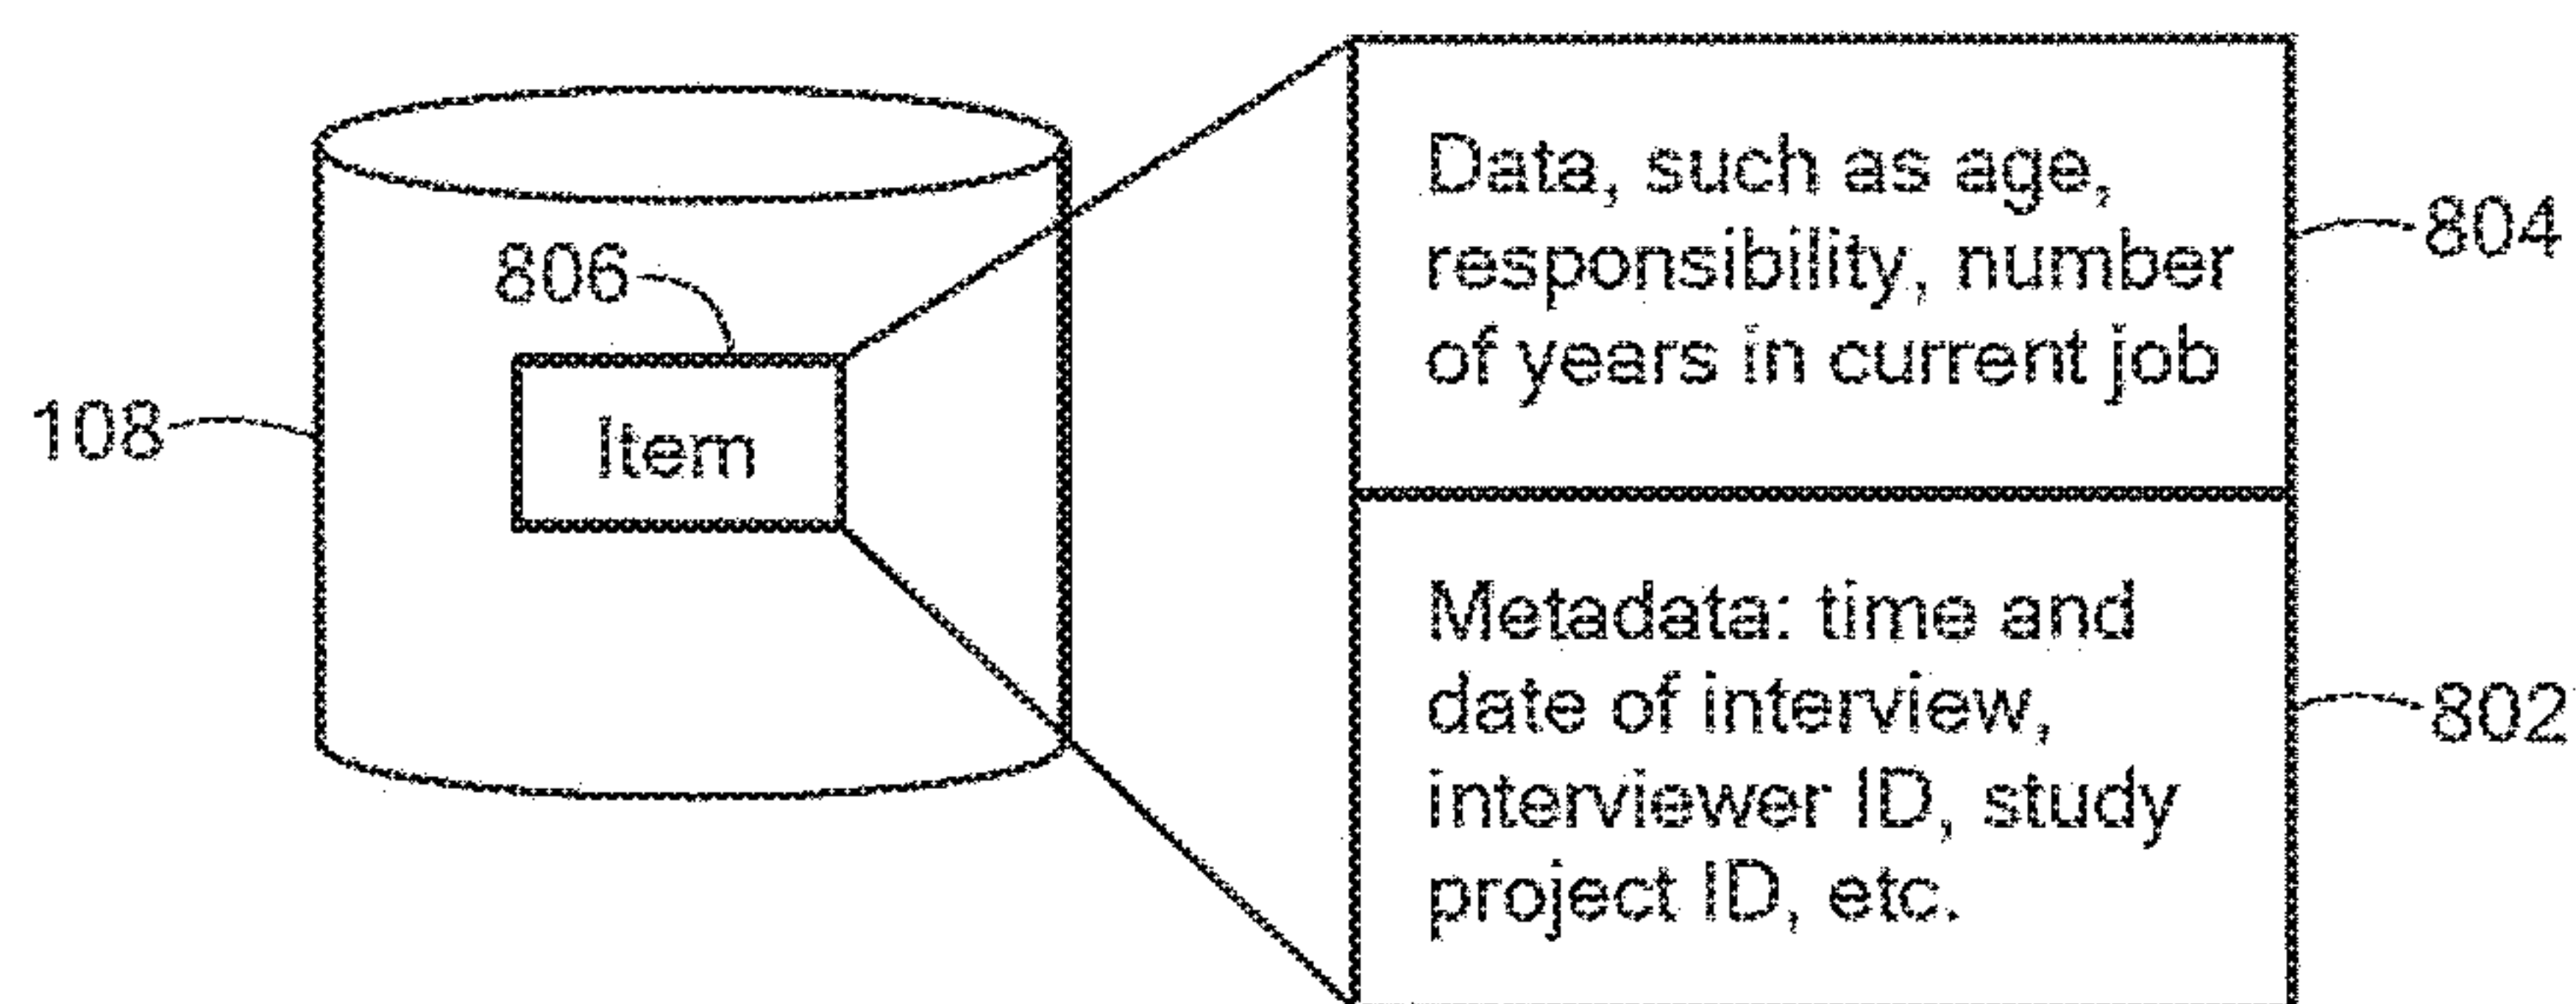 108
806
Item
Data, such as age,
responsibility, number
of years in current job
804
Metadata: time and
date of interview,
interviewer ID, study
project ID, etc.
802